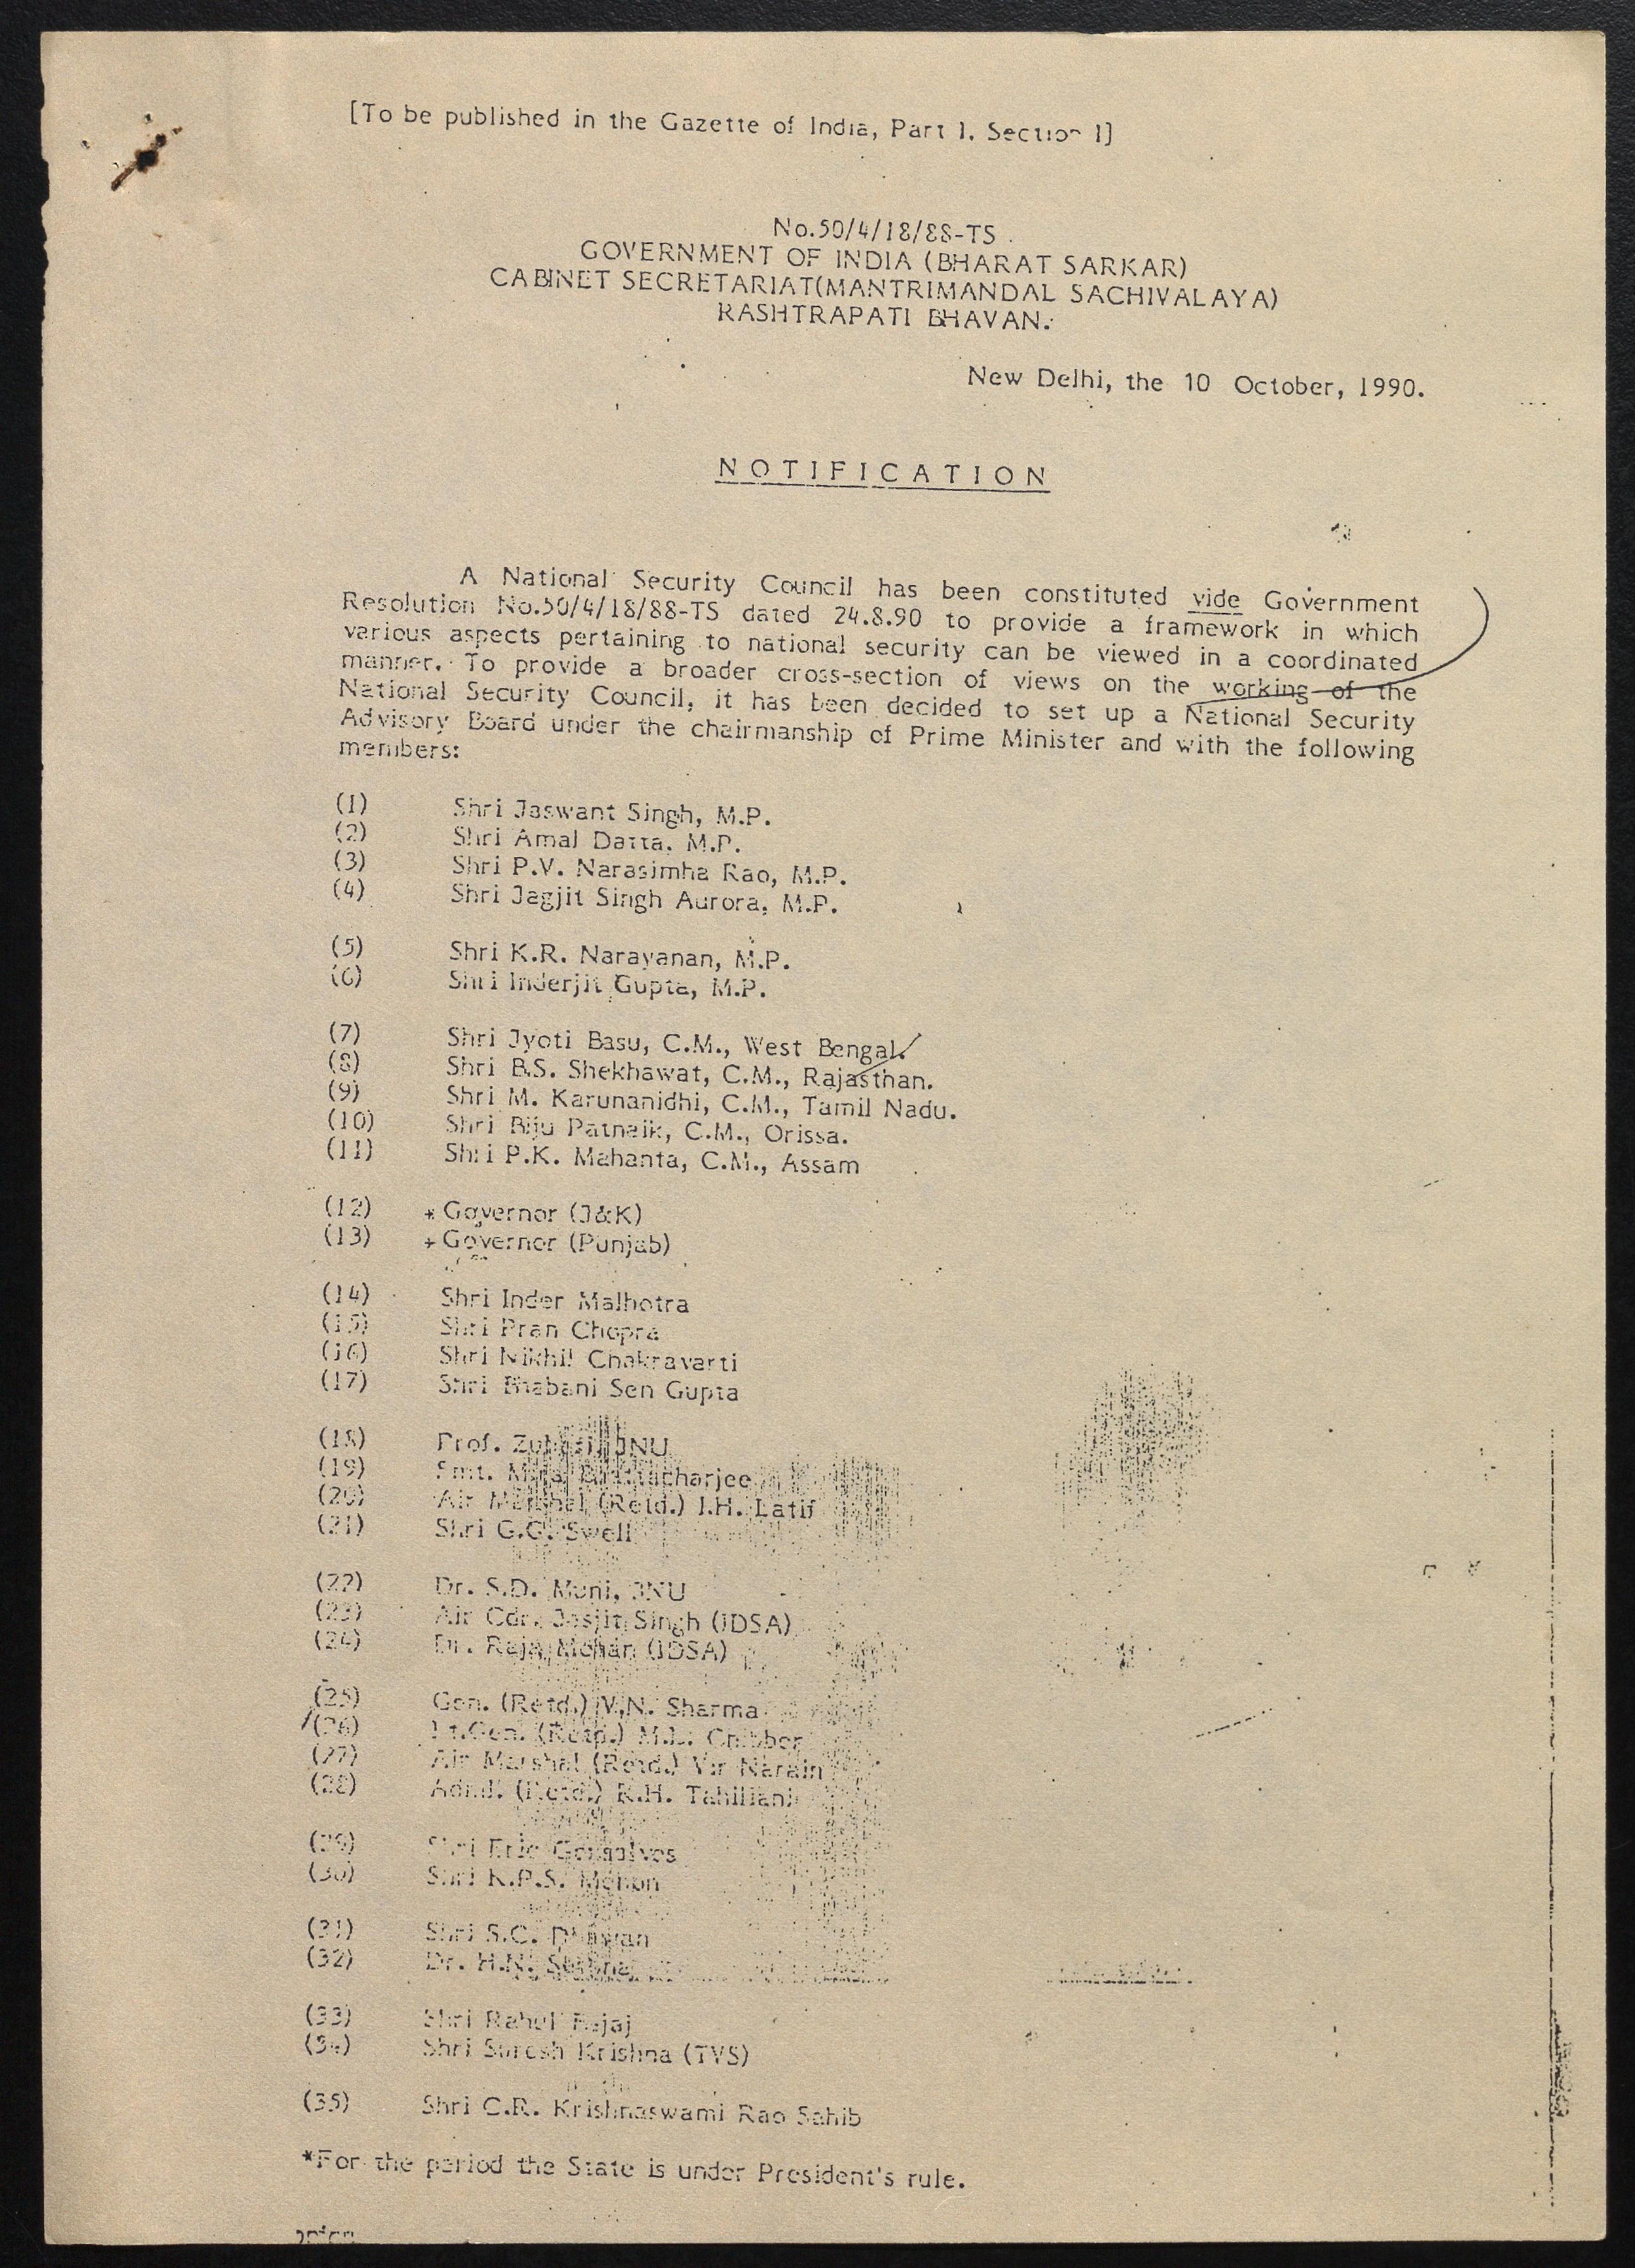 [To be published in the Gazette of India, Part I, Section 1]
No.50/4/18/88-TS
GOVERNMENT OF INDIA (BHARAT SARKAR)
CABINET SECRETARIAT(MANTRIMANDAL SACHIVALAYA)
RASHTRAPATI BHAVAN.
New Delhi, the 10 October, 1990.
NOTIFICATION
A National Security Council has been constituted vide Government
Resolution No.50/4/18/88-TS dated 24.8.90 to provide a framework in which
various aspects pertaining to national security can be viewed in a coordinated
manner. To provide a broader cross-section of views on the working of the
National Security Council, it has been decided to set up a National Security
Advisory Board under the chairmanship of Prime Minister and with the following
members:
(1) Shri Jaswant Singh, M.P.
(2) Shri Amal Datta, M.P.
(3) Shri P.V. Narasimha Rao, M.P.
(4) Shri Jagjit Singh Aurora, M.P.
(5) Shri K.R. Narayanan, M.P.
(6) Shri Inderjit Gupta, M.P.
(7) Shri Jyoti Basu, C.M., West Bengal.
(8) Shri B.S. Shekhawat, C.M., Rajasthan.
(9) Shri M. Karunanidhi, C.M., Tamil Nadu.
(10) Shri Biju Patnaik, C.M., Orissa.
(11) Shri P.K. Mahanta, C.M., Assam
(12) * Governor (J&K)
(13) * Governor (Punjab)
(14) Shri Inder Malhotra
(15) Shri Pran Chopra
(16) Shri Nikhil Chakravarti
(17) Shri Bhabani Sen Gupta
(18) Prof. JNU
(19) Smt. Mira Bhattacharjee
(20) Air Marshal (Retd.) I.H. Latif
(21) Shri G.G. Swell
(22) Dr. S.D. Muni, JNU
(23) Air Cdr. Jasjit Singh (IDSA)
(24) Dr. Raja Mohan (IDSA)
(25) Gen. (Retd.) V.N. Sharma
(26) Lt.Gen. (Retd.) M.L. Chibber
(27) Air Marshal (Retd.) Vir Narain
(28) Adml. (Retd.) R.H. Tahiliani
(29) Shri Eric Gonsalves
(30) Shri K.P.S. Menon
(31) Shri S.C. Dhawan
(32) Dr. H.N. Sethna
(33) Shri Rahul Bajaj
(34) Shri Suresh Krishna (TVS)
(35) Shri C.R. Krishnaswami Rao Sahib
*For the period the State is under President's rule.